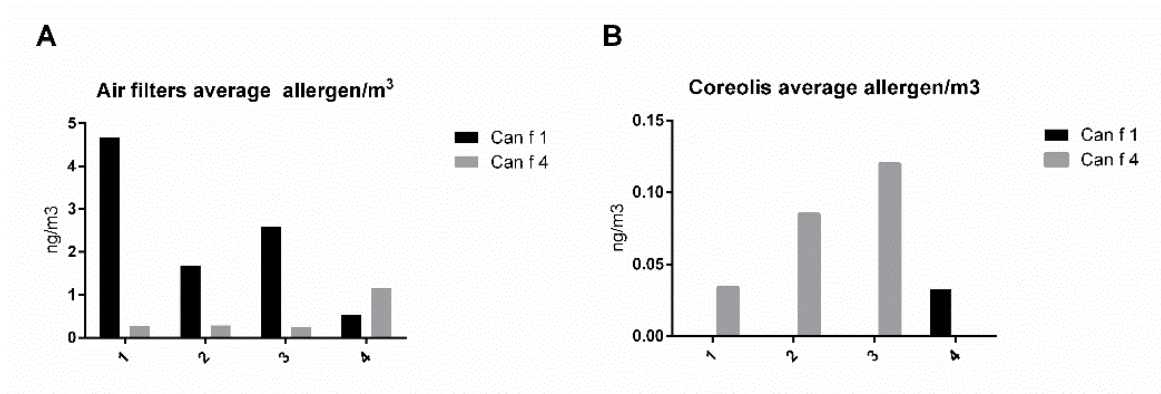 A
Air filters average allergen/m³
5
4
3
2
1
0
ng/m3
1
2
3
4
Can f 1
Can f 4
B
Coreolis average allergen/m3
0.15
0.10
0.05
0.00
ng/m3
1
2
3
4
Can f 1
Can f 4